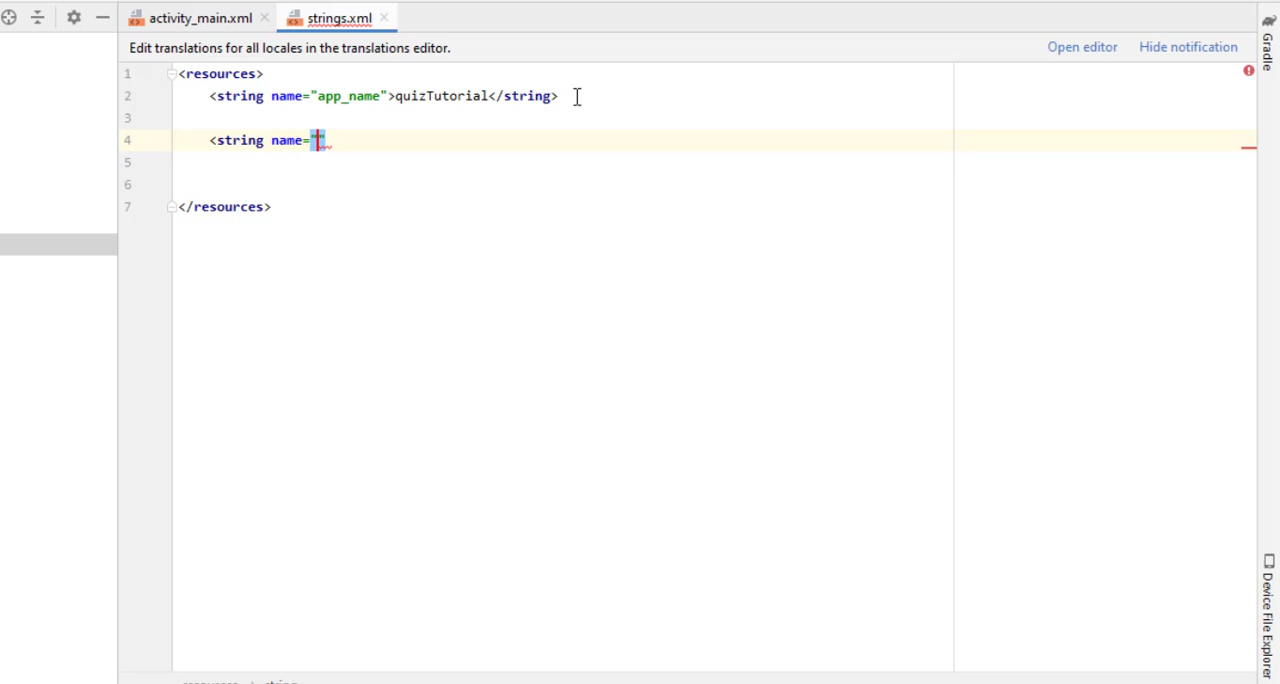 activity_main.xml strings.xml
Edit translations for all locales in the translations editor. Open editor Hide notification
Gradle
1 <resources>
2 <string name="app_name">quizTutorial</string>
3
4 <string name=""
5
6
7 </resources>
Device File Explorer